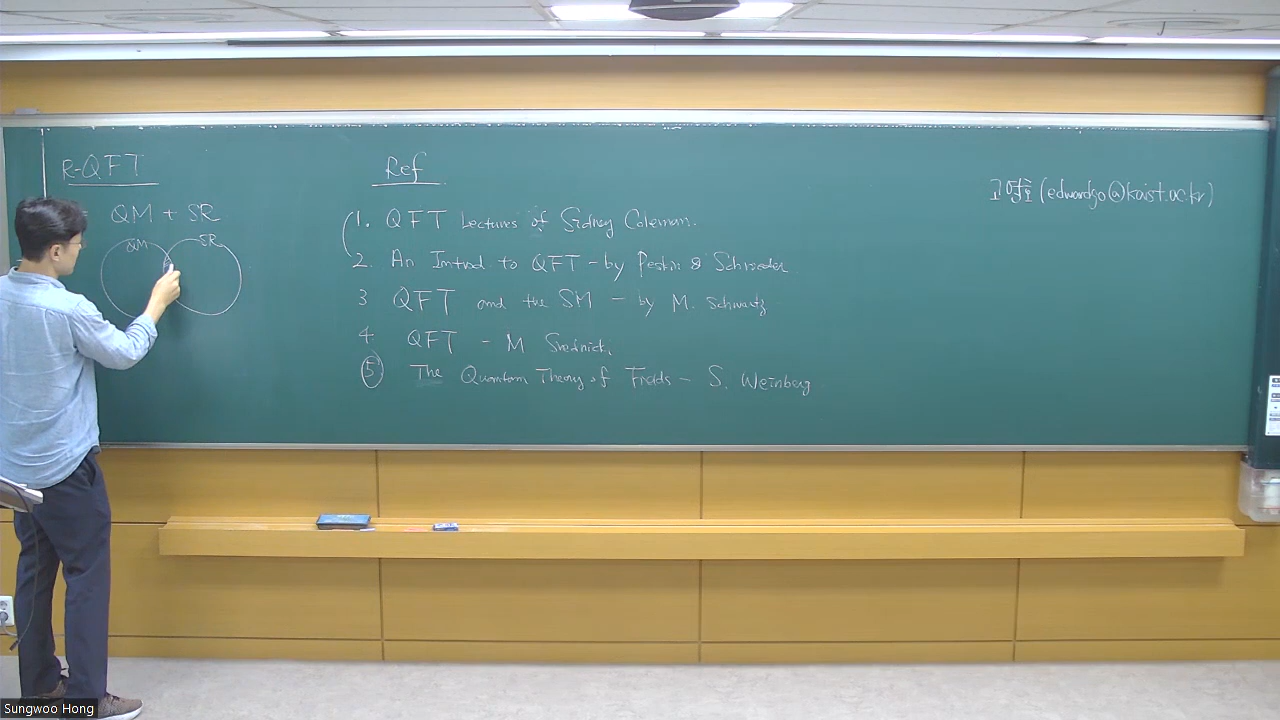 R-QFT
QM + SR
QM SR
Ref
1. QFT Lectures of Sidney Coleman.
2. An Introd to QFT - by Peskin & Schroeder
3 QFT and the SM - by M. Schwartz
4 QFT - M Srednick.
5 The Quantum Theory of Fields - S. Weinberg
(edwardgo@kaist.ac.kr)
Sungwoo Hong